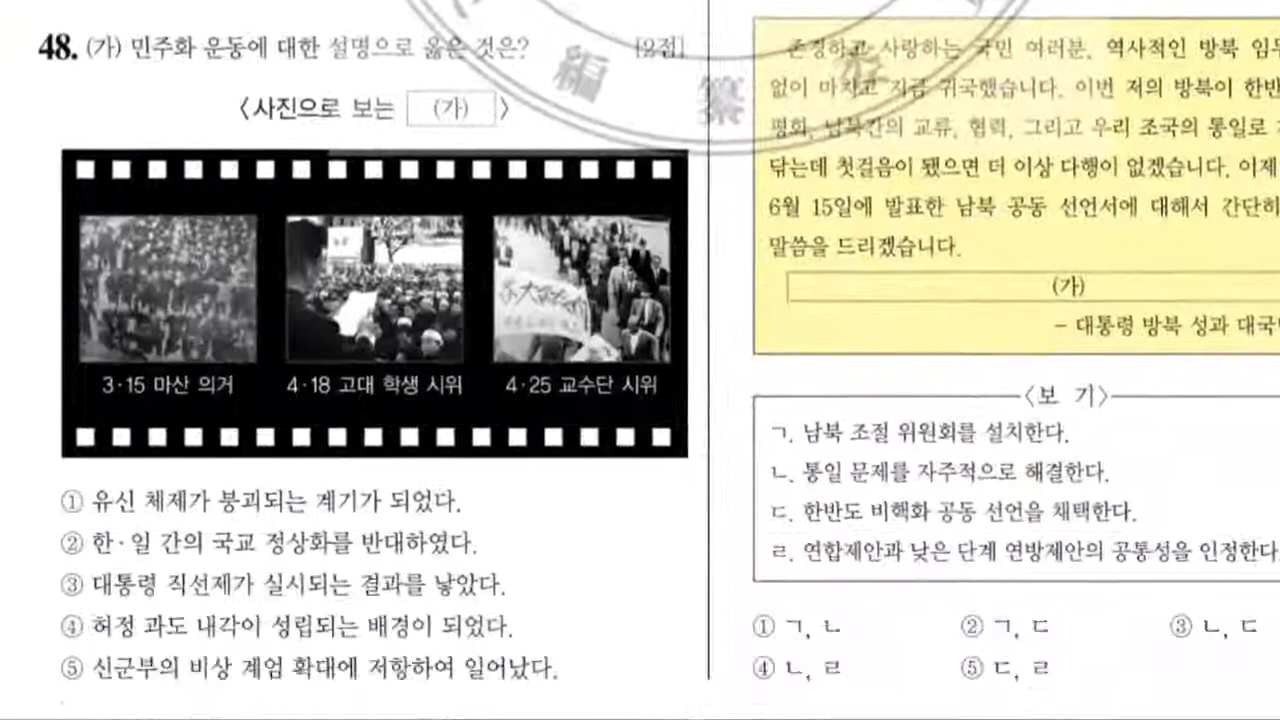 48. (가) 민주화 운동에 대한 설명으로 옳은 것은? [2점]
〈사진으로 보는 (가) 〉
3·15 마산 의거 4·18 고대 학생 시위 4·25 교수단 시위
① 유신 체제가 붕괴되는 계기가 되었다.
② 한·일 간의 국교 정상화를 반대하였다.
③ 대통령 직선제가 실시되는 결과를 낳았다.
④ 허정 과도 내각이 성립되는 배경이 되었다.
⑤ 신군부의 비상 계엄 확대에 저항하여 일어났다.
존경하고 사랑하는 국민 여러분, 역사적인 방북
없이 마치고 지금 귀국했습니다. 이번 저의 방북이
평화, 남북간의 교류, 협력, 그리고 우리 조국의 통일로
닦는데 첫걸음이 됐으면 더 이상 다행이 없겠습니다. 이제
6월 15일에 발표한 남북 공동 선언서에 대해서 간단히
말씀을 드리겠습니다.
(가)
- 대통령 방북 성과
〈보 기〉
ㄱ. 남북 조절 위원회를 설치한다.
ㄴ. 통일 문제를 자주적으로 해결한다.
ㄷ. 한반도 비핵화 공동 선언을 채택한다.
ㄹ. 연합제안과 낮은 단계 연방제안의 공통성을 인정한다.
① ㄱ, ㄴ ② ㄱ, ㄷ ③ ㄴ, ㄷ
④ ㄴ, ㄹ ⑤ ㄷ, ㄹ
編 纂